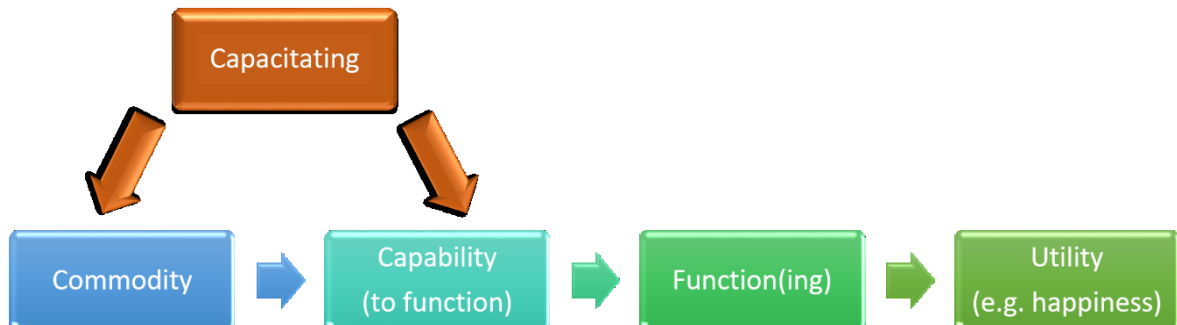 Capacitating
Commodity
Capability
(to function)
Function(ing)
Utility
(e.g. happiness)